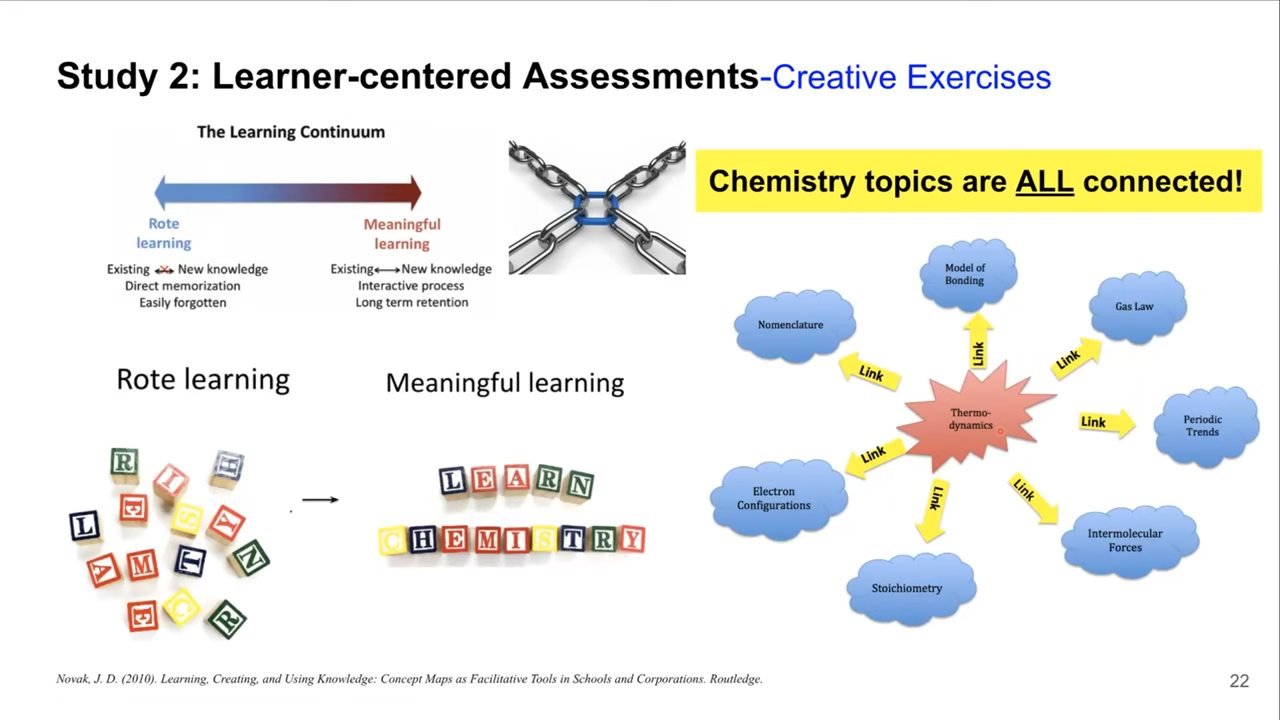 Study 2: Learner-centered Assessments-Creative Exercises
The Learning Continuum
Rote
learning
Meaningful
learning
Existing New knowledge
Direct memorization
Easily forgotten
Existing New knowledge
Interactive process
Long term retention
Chemistry topics are ALL connected!
Model of
Bonding
Gas Law
Nomenclature
Link
Link
Link
Thermo-
dynamics
Link
Periodic
Trends
Link
Electron
Configurations
Link
Link
Intermolecular
Forces
Stoichiometry
Rote learning
Meaningful learning
R I H
L E S Y
A M T N
E C R
LEARN
CHEMISTRY
Novak, J. D. (2010). Learning, Creating, and Using Knowledge: Concept Maps as Facilitative Tools in Schools and Corporations. Routledge.
22